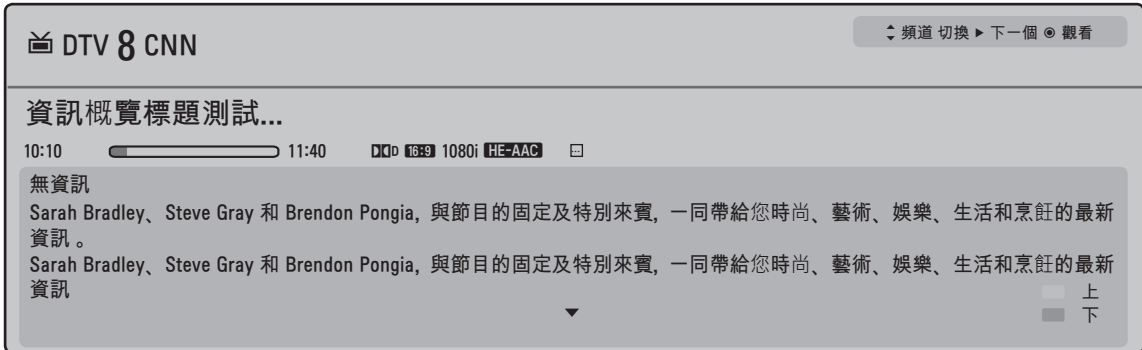 DTV 8 CNN
頻道 切換 ▶ 下一個 ◉ 觀看
資訊概覽標題測試...
10:10 11:40 D 16:9 1080i HE-AAC
無資訊
Sarah Bradley、Steve Gray 和 Brendon Pongia, 與節目的固定及特別來賓, 一同帶給您時尚、藝術、娛樂、生活和烹飪的最新
資訊。
Sarah Bradley、Steve Gray 和 Brendon Pongia, 與節目的固定及特別來賓, 一同帶給您時尚、藝術、娛樂、生活和烹飪的最新
資訊
上
下